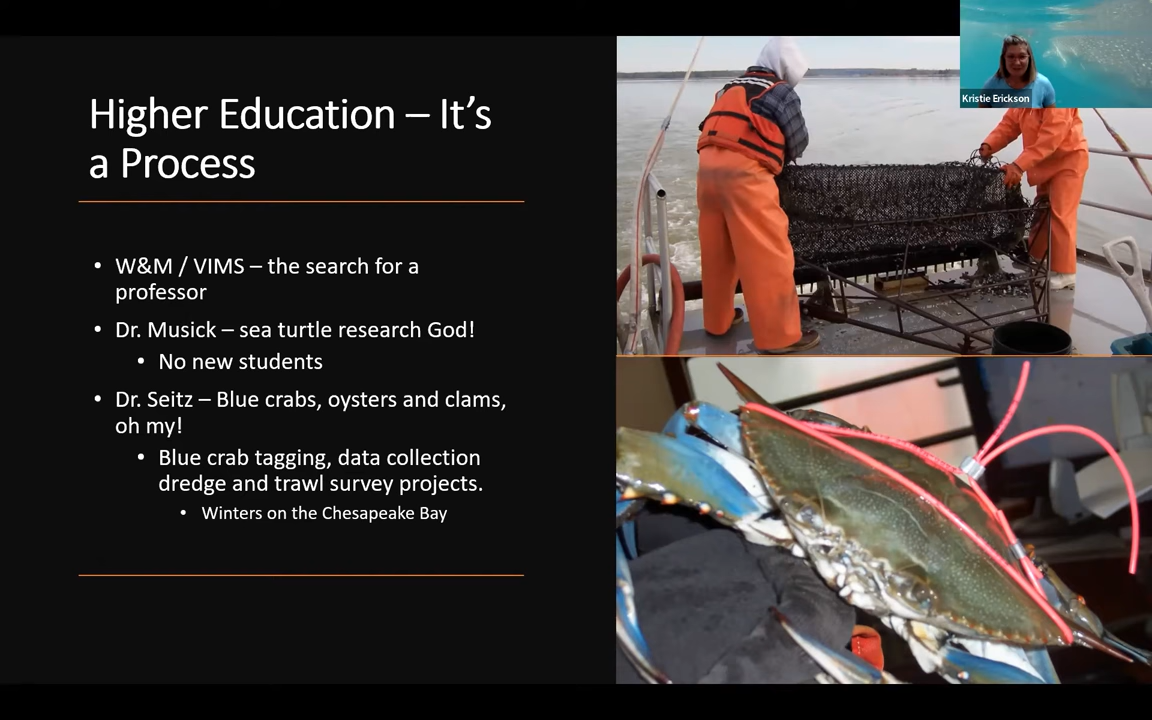 Higher Education – It’s
a Process
• W&M / VIMS – the search for a
professor
• Dr. Musick – sea turtle research God!
• No new students
• Dr. Seitz – Blue crabs, oysters and clams,
oh my!
• Blue crab tagging, data collection
dredge and trawl survey projects.
• Winters on the Chesapeake Bay
Kristie Erickson